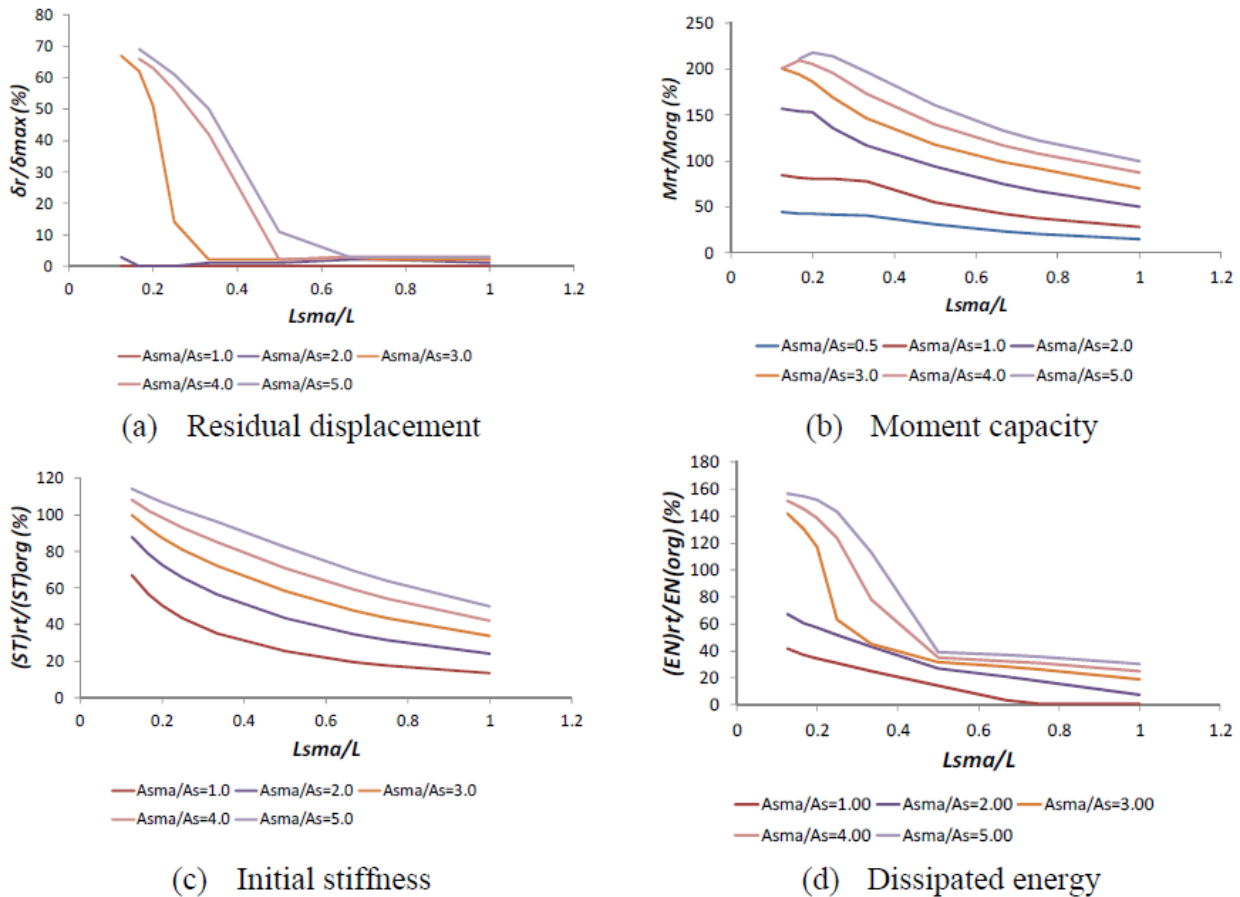 80
70
60
50
40
30
20
10
0
δr/δmax (%)
0 0.2 0.4 0.6 0.8 1 1.2
Lsma/L
Asma/As=1.0 Asma/As=2.0 Asma/As=3.0
Asma/As=4.0 Asma/As=5.0
(a) Residual displacement
250
200
150
100
50
0
Mrt/Morg (%)
0 0.2 0.4 0.6 0.8 1 1.2
Lsma/L
Asma/As=0.5 Asma/As=1.0 Asma/As=2.0
Asma/As=3.0 Asma/As=4.0 Asma/As=5.0
(b) Moment capacity
120
100
80
60
40
20
0
(ST)rt/(ST)org (%)
0 0.2 0.4 0.6 0.8 1 1.2
Lsma/L
Asma/As=1.0 Asma/As=2.0 Asma/As=3.0
Asma/As=4.0 Asma/As=5.0
(c) Initial stiffness
180
160
140
120
100
80
60
40
20
0
(EN)rt/EN(org) (%)
0 0.2 0.4 0.6 0.8 1 1.2
Lsma/L
Asma/As=1.00 Asma/As=2.00 Asma/As=3.00
Asma/As=4.00 Asma/As=5.00
(d) Dissipated energy